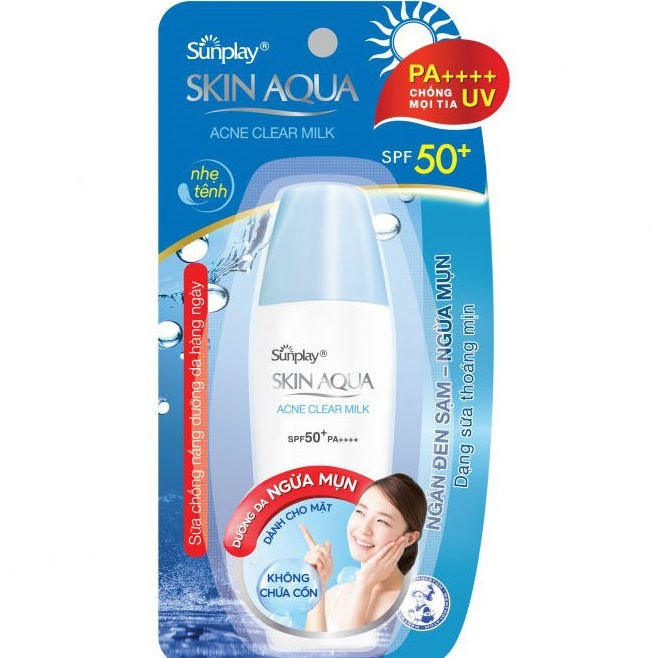 Sunplay®
SKIN AQUA
ACNE CLEAR MILK
PA++++
CHỐNG
MỌI TIA
UV
SPF 50+
nhẹ
tênh
Sữa chống nắng dưỡng da hàng ngày
NGĂN ĐEN SẠM – NGỪA MỤN
Dạng sữa thoáng mịn
Sunplay®
SKIN AQUA
ACNE CLEAR MILK
SPF50+ PA++++
DƯỠNG DA NGỪA MỤN
DÀNH CHO MẶT
KHÔNG
CHỨA CỒN